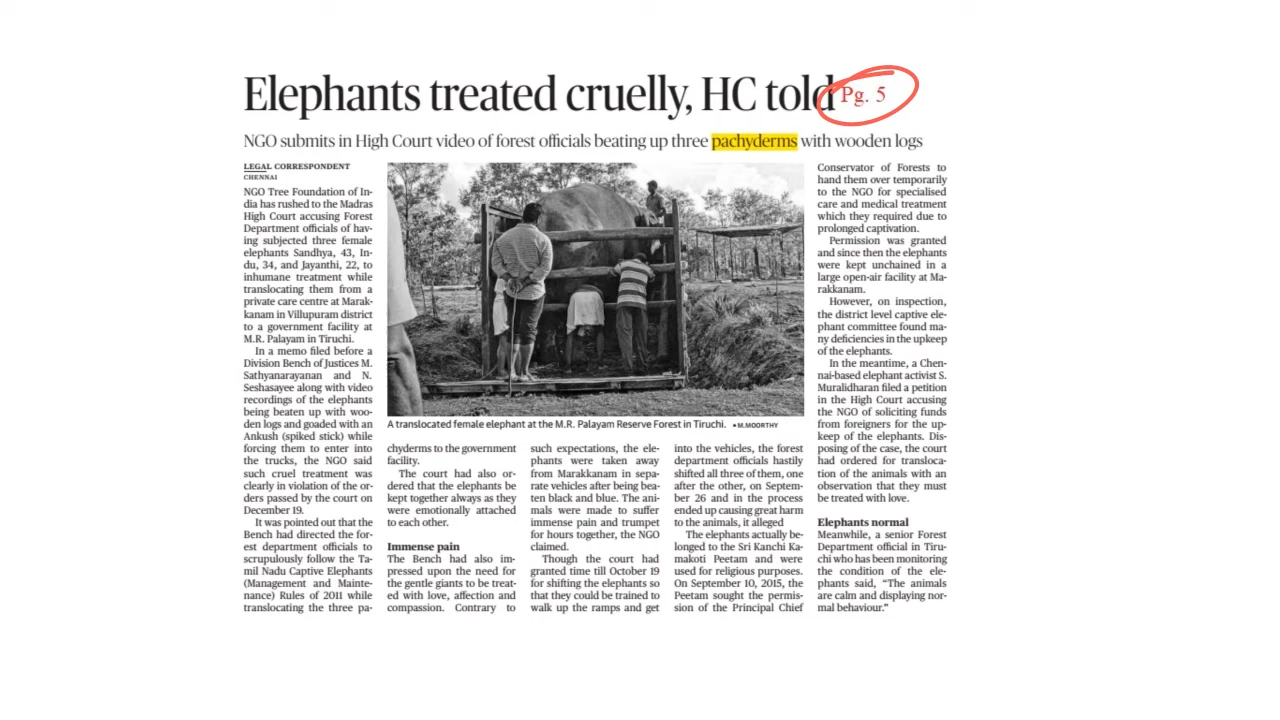 Elephants treated cruelly, HC told Pg. 5
NGO submits in High Court video of forest officials beating up three pachyderms with wooden logs
LEGAL CORRESPONDENT
CHENNAI
NGO Tree Foundation of In-
dia has rushed to the Madras
High Court accusing Forest
Department officials of hav-
ing subjected three female
elephants Sandhya, 43, In-
du, 34, and Jayanthi, 22, to
inhumane treatment while
translocating them from a
private care centre at Marak-
kanam in Villupuram district
to a government facility at
M.R. Palayam in Tiruchi.
In a memo filed before a
Division Bench of Justices M.
Sathyanarayanan and N.
Seshasayee along with video
recordings of the elephants
being beaten up with woo-
den logs and goaded with an
Ankush (spiked stick) while
forcing them to enter into
the trucks, the NGO said
such cruel treatment was
clearly in violation of the or-
ders passed by the court on
December 19.
It was pointed out that the
Bench had directed the for-
est department officials to
scrupulously follow the Ta-
mil Nadu Captive Elephants
(Management and Mainte-
nance) Rules of 2011 while
translocating the three pa-
A translocated female elephant at the M.R. Palayam Reserve Forest in Tiruchi. • M.MOORTHY
chyderms to the government
facility.
The court had also or-
dered that the elephants be
kept together always as they
were emotionally attached
to each other.
Immense pain
The Bench had also im-
pressed upon the need for
the gentle giants to be treat-
ed with love, affection and
compassion. Contrary to
such expectations, the ele-
phants were taken away
from Marakkanam in sepa-
rate vehicles after being bea-
ten black and blue. The ani-
mals were made to suffer
immense pain and trumpet
for hours together, the NGO
claimed.
Though the court had
granted time till October 19
for shifting the elephants so
that they could be trained to
walk up the ramps and get
into the vehicles, the forest
department officials hastily
shifted all three of them, one
after the other, on Septem-
ber 26 and in the process
ended up causing great harm
to the animals, it alleged
The elephants actually be-
longed to the Sri Kanchi Ka-
makoti Peetam and were
used for religious purposes.
On September 10, 2015, the
Peetam sought the permis-
sion of the Principal Chief
Conservator of Forests to
hand them over temporarily
to the NGO for specialised
care and medical treatment
which they required due to
prolonged captivation.
Permission was granted
and since then the elephants
were kept unchained in a
large open-air facility at Ma-
rakkanam.
However, on inspection,
the district level captive ele-
phant committee found ma-
ny deficiencies in the upkeep
of the elephants.
In the meantime, a Chen-
nai-based elephant activist S.
Muralidharan filed a petition
in the High Court accusing
the NGO of soliciting funds
from foreigners for the up-
keep of the elephants. Dis-
posing of the case, the court
had ordered for transloca-
tion of the animals with an
observation that they must
be treated with love.
Elephants normal
Meanwhile, a senior Forest
Department official in Tiru-
chi who has been monitoring
the condition of the ele-
phants said, “The animals
are calm and displaying nor-
mal behaviour.”